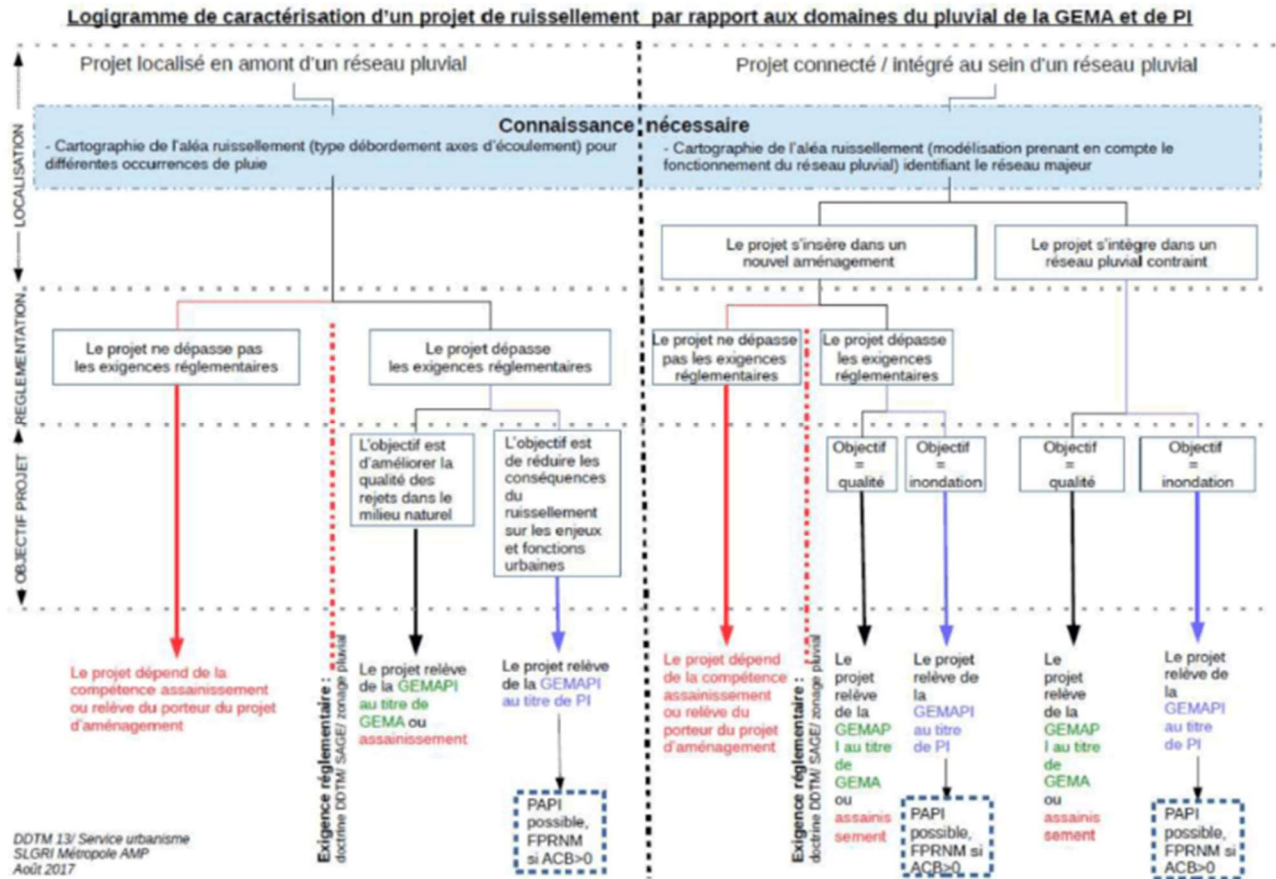 Logigramme de caractérisation d'un projet de ruissellement par rapport aux domaines du pluvial de la GEMA et de PI
LOCALISATION
REGLEMENTATION
OBJECTIF PROJET
Projet localisé en amont d'un réseau pluvial
Projet connecté / intégré au sein d'un réseau pluvial
Connaissance nécessaire
- Cartographie de l'aléa ruissellement (type débordement axes d'écoulement) pour
différentes occurrences de pluie
- Cartographie de l'aléa ruissellement (modélisation prenant en compte le
fonctionnement du réseau pluvial) identifiant le réseau majeur
Le projet s'insère dans un
nouvel aménagement
Le projet s'intègre dans un
réseau pluvial contraint
Le projet ne dépasse pas
les exigences réglementaires
Le projet dépasse
les exigences réglementaires
Le projet ne dépasse
pas les exigences
réglementaires
Le projet dépasse
les exigences
réglementaires
L'objectif est
d'améliorer la
qualité des
rejets dans le
milieu naturel
L'objectif est
de réduire les
conséquences
du
ruissellement
sur les enjeux
et fonctions
urbaines
Objectif
=
qualité
Objectif
=
inondation
Objectif
=
qualité
Objectif
=
inondation
Le projet dépend de la
compétence assainissement
ou relève du porteur du projet
d'aménagement
Exigence réglementaire :
doctrine DDTM/ SAGE/ zonage pluvial
Le projet relève
de la GEMAPI
au titre de
GEMA ou
assainissement
Le projet relève
de la GEMAPI
au titre de PI
PAPI
possible,
FPRNM
si ACB>0
Le projet dépend
de la compétence
assainissement
ou relève du
porteur du projet
d'aménagement
Exigence réglementaire :
doctrine DDTM/ SAGE/ zonage pluvial
Le
projet
relève
de la
GEMAP
I au titre
de
GEMA
ou
assainis
sement
Le projet
relève de
la
GEMAPI
au titre
de PI
PAPI
possible,
FPRNM si
ACB>0
Le
projet
relève
de la
GEMAP
I au titre
de
GEMA
ou
assainis
sement
Le projet
relève de
la
GEMAPI
au titre
de PI
PAPI
possible,
FPRNM si
ACB>0
DDTM 13/ Service urbanisme
SLGRI Métropole AMP
Août 2017